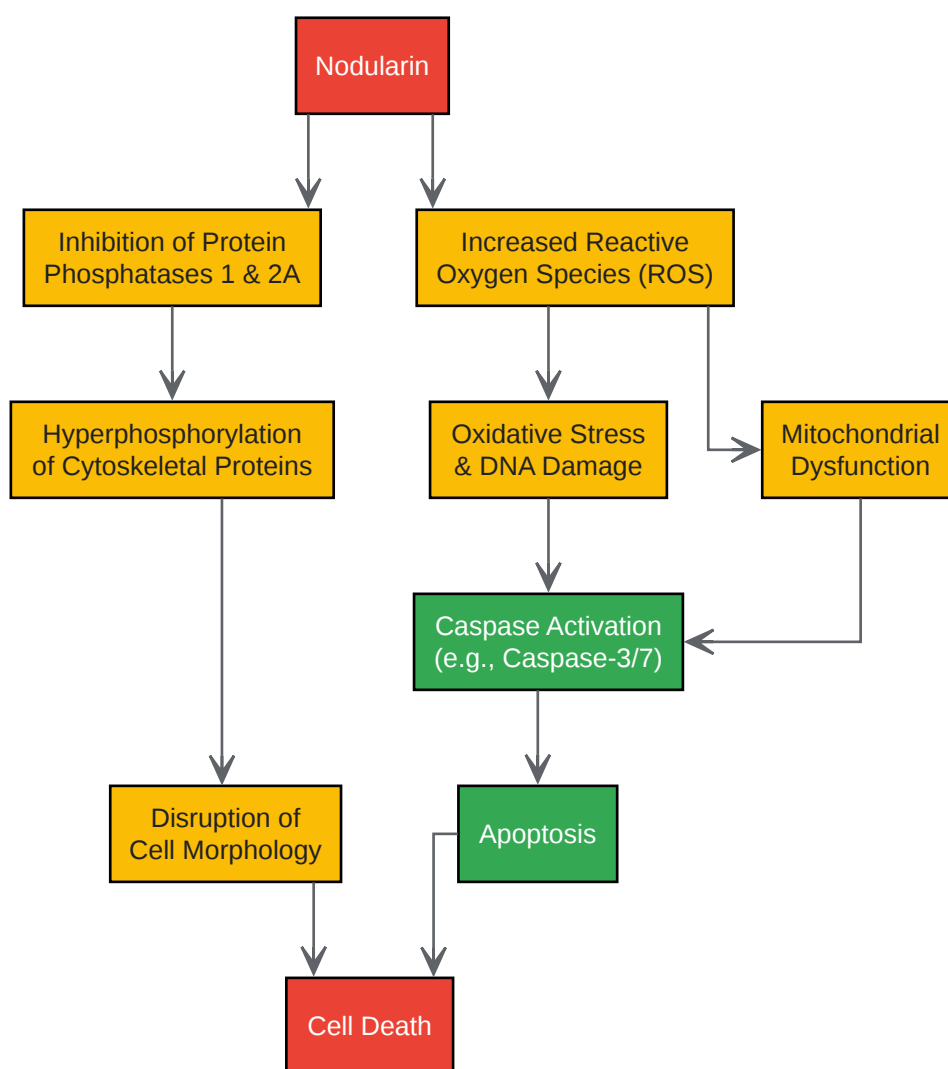 Nodularin
Inhibition of Protein
Phosphatases 1 & 2A
Increased Reactive
Oxygen Species (ROS)
Hyperphosphorylation
of Cytoskeletal Proteins
Oxidative Stress
& DNA Damage
Mitochondrial
Dysfunction
Caspase Activation
(e.g., Caspase-3/7)
Disruption of
Cell Morphology
Apoptosis
Cell Death